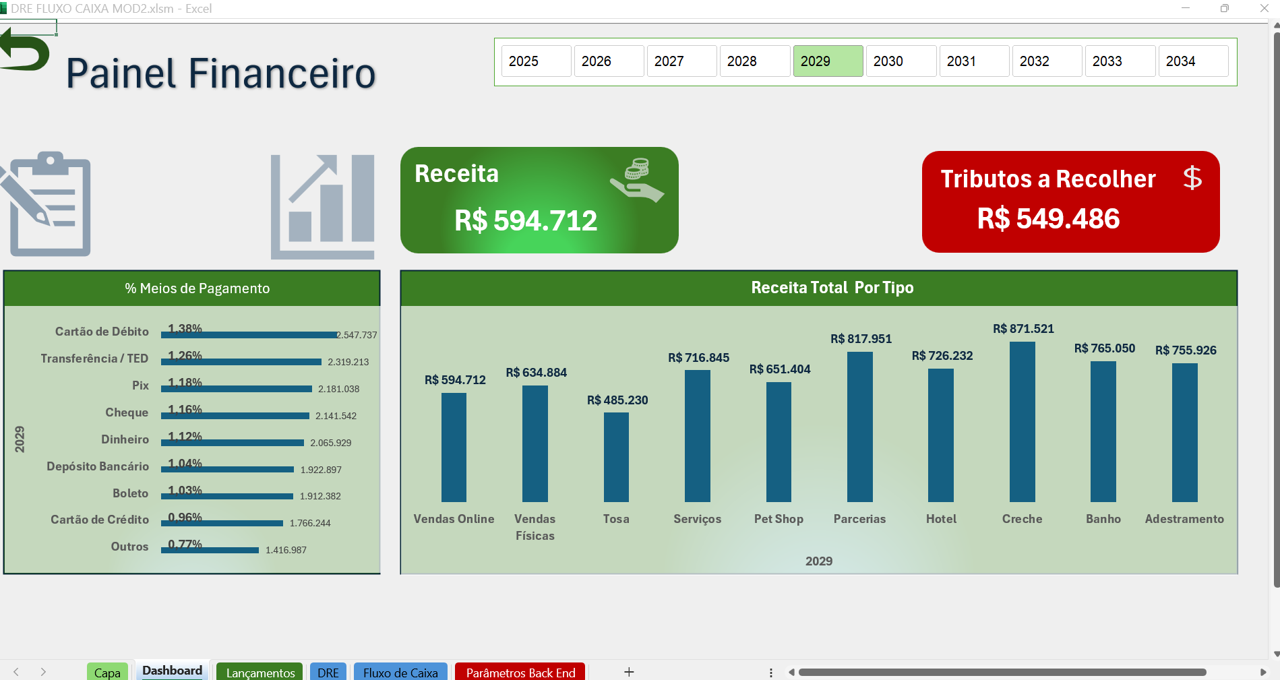 DRE FLUXO CAIXA MOD2.xlsm - Excel
Painel Financeiro
2025 2026 2027 2028 2029 2030 2031 2032 2033 2034
Receita
R$ 594.712
Tributos a Recolher $
R$ 549.486
% Meios de Pagamento
Cartão de Débito 1.38% 2.547.737
Transferência / TED 1.26% 2.319.213
Pix 1.18% 2.181.038
Cheque 1.16% 2.141.542
Dinheiro 1.12% 2.065.929
Depósito Bancário 1.04% 1.922.897
Boleto 1.03% 1.912.382
Cartão de Crédito 0.96% 1.766.244
Outros 0.77% 1.416.987
2029
Receita Total Por Tipo
R$ 594.712 R$ 634.884 R$ 485.230 R$ 716.845 R$ 651.404 R$ 817.951 R$ 726.232 R$ 871.521 R$ 765.050 R$ 755.926
Vendas Online Vendas Físicas Tosa Serviços Pet Shop Parcerias Hotel Creche Banho Adestramento
2029
Capa Dashboard Lançamentos DRE Fluxo de Caixa Parâmetros Back End